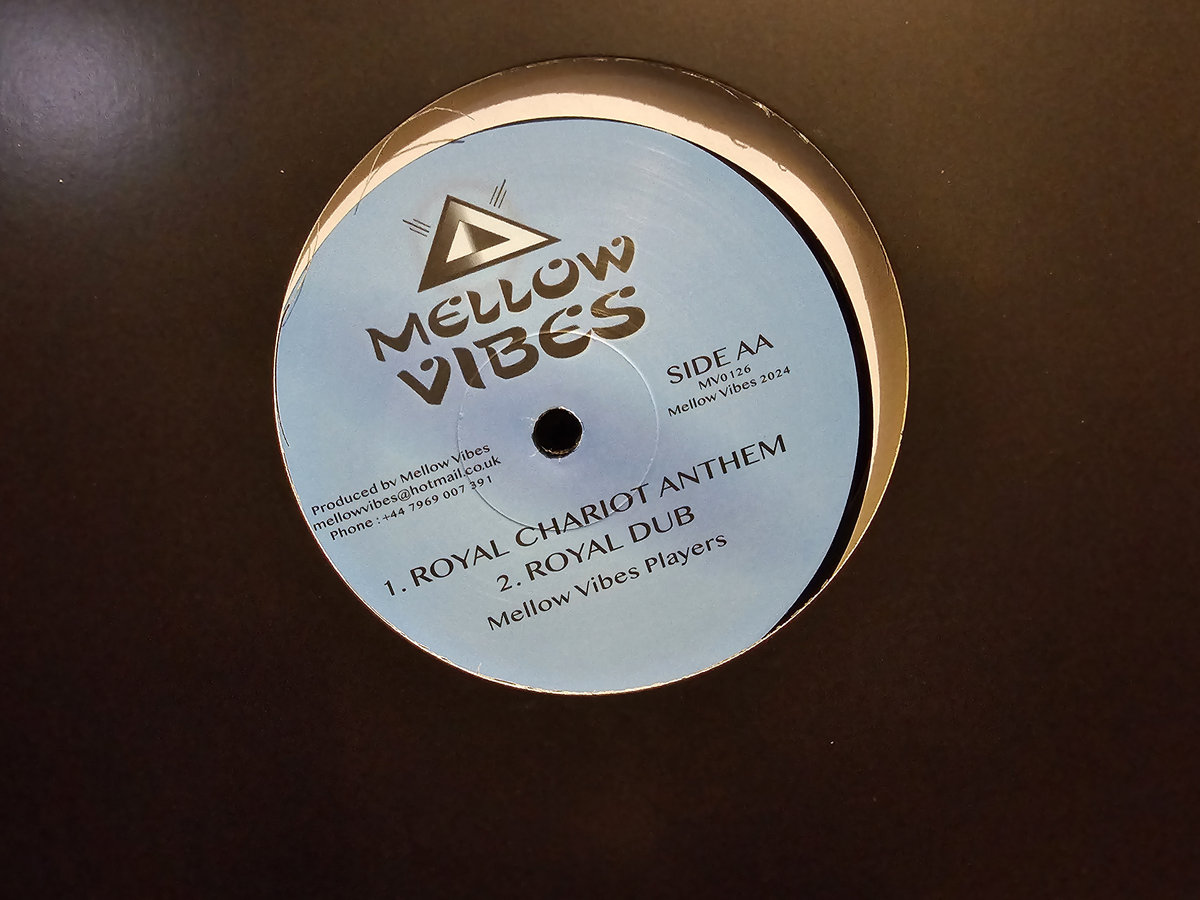 MELLOW
VIBES
SIDE AA
MV0126
Mellow Vibes 2024
Produced by Mellow Vibes
mellowvibes@hotmail.co.uk
Phone : +44 7969 007 391
1. ROYAL CHARIOT ANTHEM
2. ROYAL DUB
Mellow Vibes Players